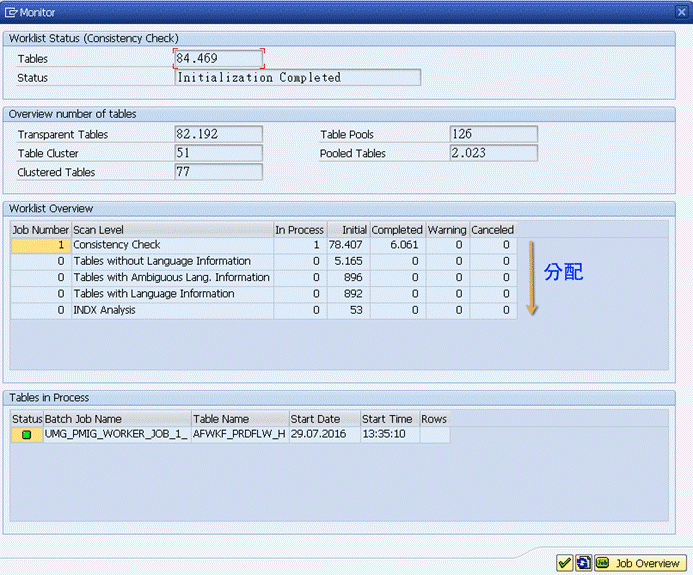 Monitor
Worklist Status (Consistency Check)
Tables 84.469
Status Initialization Completed
Overview number of tables
Transparent Tables 82.192 Table Pools 126
Table Cluster 51 Pooled Tables 2.023
Clustered Tables 77
Worklist Overview
Job Number Scan Level In Process Initial Completed Warning Canceled
1 Consistency Check 1 78.407 6.061 0 0
0 Tables without Language Information 0 5.165 0 0 0
0 Tables with Ambiguous Lang. Information 0 896 0 0 0
0 Tables with Language Information 0 892 0 0 0
0 INDX Analysis 0 53 0 0 0
分配
Tables in Process
Status Batch Job Name Table Name Start Date Start Time Rows
UMG_PMIG_WORKER_JOB_1_ AFWKF_PRDFLW_H 29.07.2016 13:35:10
Job Overview